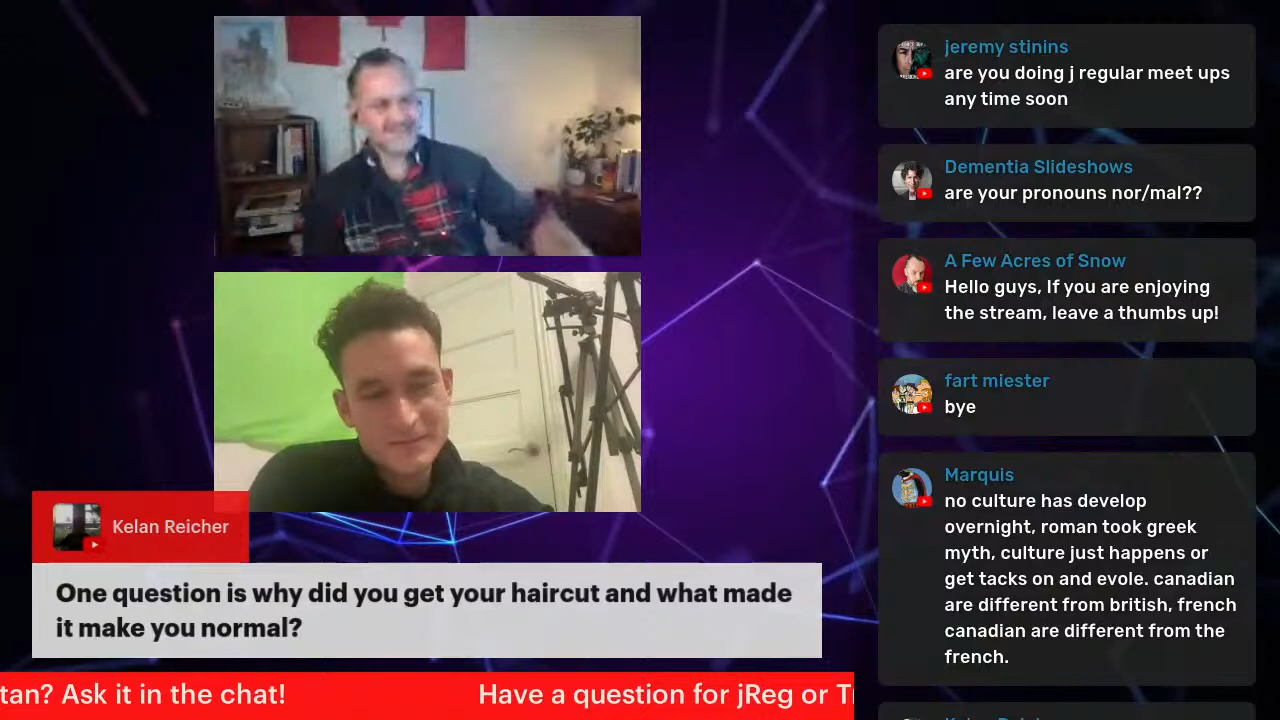 jeremy stinins
are you doing j regular meet ups
any time soon
Dementia Slideshows
are your pronouns nor/mal??
A Few Acres of Snow
Hello guys, If you are enjoying
the stream, leave a thumbs up!
fart miester
bye
Marquis
no culture has develop
overnight, roman took greek
myth, culture just happens or
get tacks on and evole. canadian
are different from british, french
canadian are different from the
french.
Kelan Reicher
One question is why did you get your haircut and what made
it make you normal?
tan? Ask it in the chat!
Have a question for jReg or